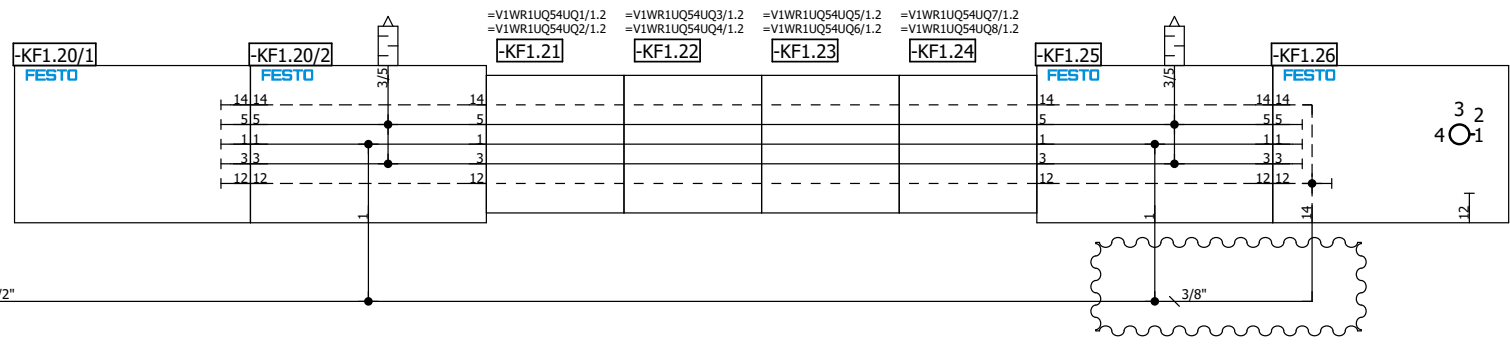 =V1WR1UQ54UQ1/1.2 =V1WR1UQ54UQ3/1.2 =V1WR1UQ54UQ5/1.2 =V1WR1UQ54UQ7/1.2
=V1WR1UQ54UQ2/1.2 =V1WR1UQ54UQ4/1.2 =V1WR1UQ54UQ6/1.2 =V1WR1UQ54UQ8/1.2
-KF1.20/1 -KF1.20/2 -KF1.21 -KF1.22 -KF1.23 -KF1.24 -KF1.25 -KF1.26
FESTO FESTO FESTO FESTO
3/5 3/5
14 14 14 14 14 14
5 5 5 5 5 5
1 1 1 1 1 1
3 3 3 3 3 3
12 12 12 12 12 12
3 2
4 1
1 1 14 12
/2" 3/8"